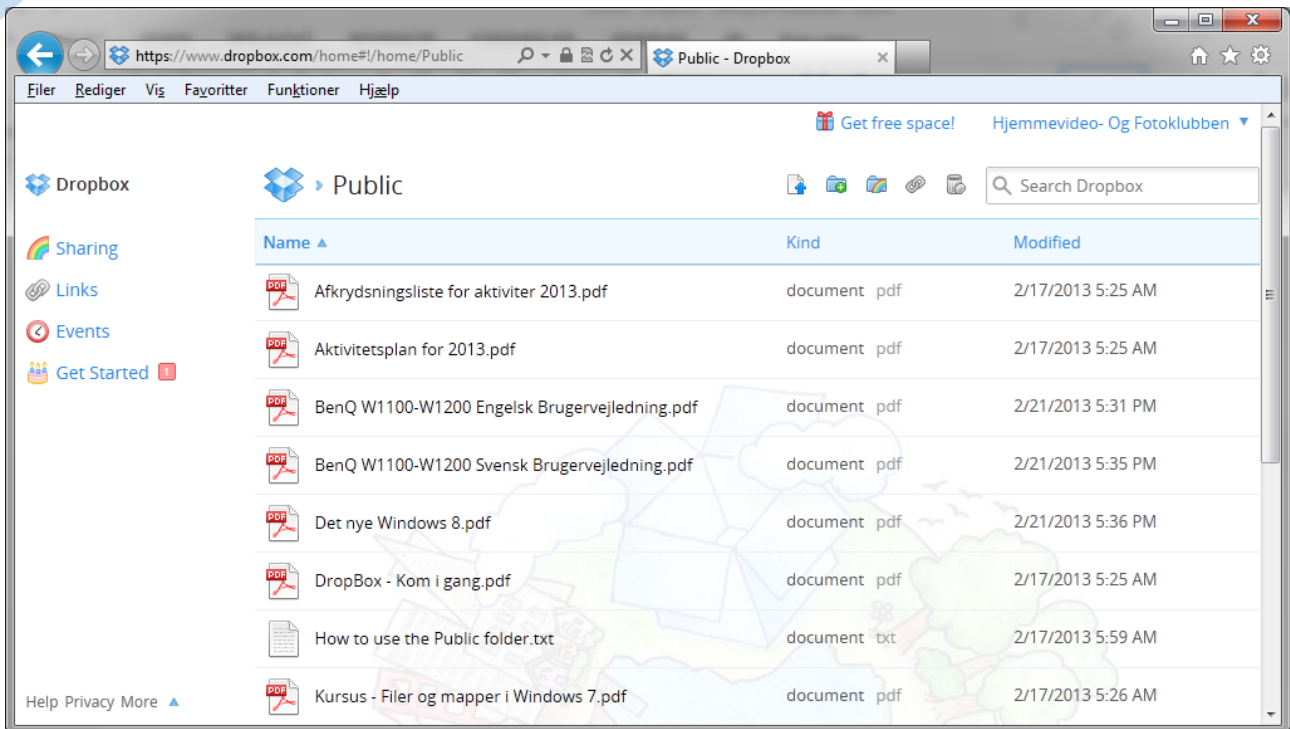 https://www.dropbox.com/home#!/home/Public
Public - Dropbox
Filer Rediger Vis Favoritter Funktioner Hjælp
Get free space! Hjemmevideo- Og Fotoklubben
Dropbox
Public
Search Dropbox
Sharing
Links
Events
Get Started 1
Name Kind Modified
PDF Afkrydsningsliste for aktiviter 2013.pdf document pdf 2/17/2013 5:25 AM
PDF Aktivitetsplan for 2013.pdf document pdf 2/17/2013 5:25 AM
PDF BenQ W1100-W1200 Engelsk Brugervejledning.pdf document pdf 2/21/2013 5:31 PM
PDF BenQ W1100-W1200 Svensk Brugervejledning.pdf document pdf 2/21/2013 5:35 PM
PDF Det nye Windows 8.pdf document pdf 2/21/2013 5:36 PM
PDF DropBox - Kom i gang.pdf document pdf 2/17/2013 5:25 AM
How to use the Public folder.txt document txt 2/17/2013 5:59 AM
PDF Kursus - Filer og mapper i Windows 7.pdf document pdf 2/17/2013 5:26 AM
Help Privacy More